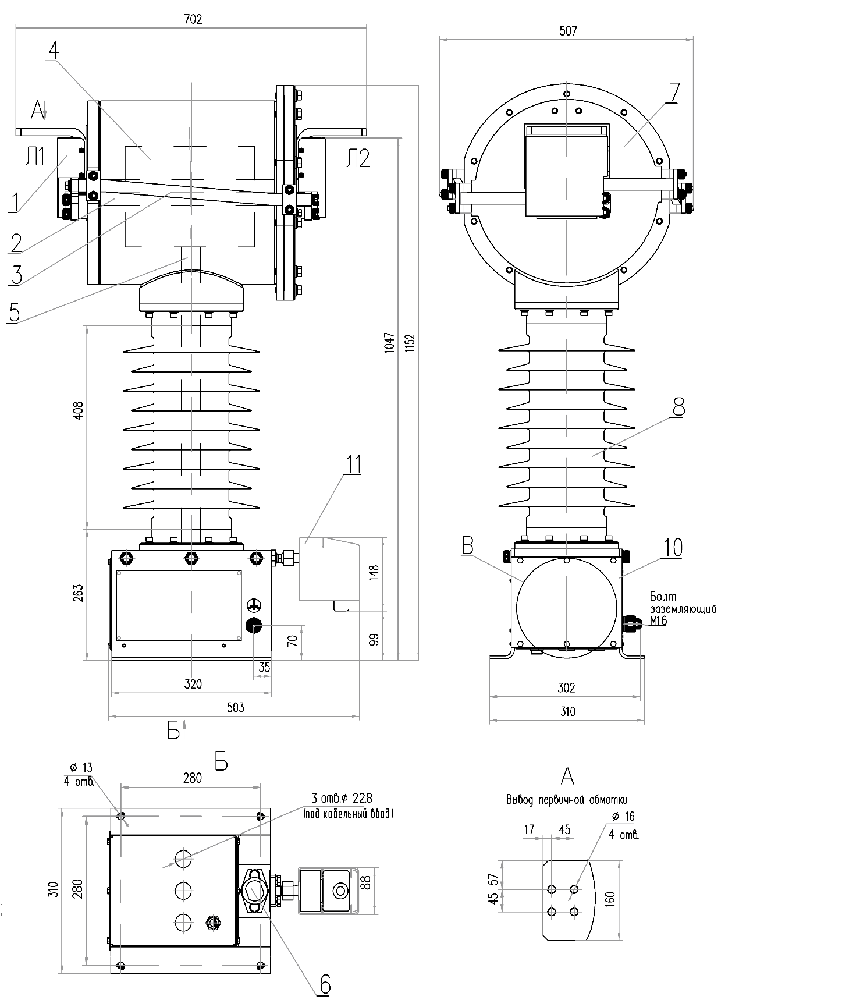 702
507
4
7
А
Л1
Л2
1
2
3
5
1047
1152
408
8
11
В
10
263
148
Болт
заземляющий
М16
70
99
35
320
302
503
310
Б
Б
А
ϕ 13
4 отв.
280
3 отв.ϕ 22.8
(под кабельный ввод)
Вывод первичной обмотки
ϕ 16
4 отв.
17
45
310
280
88
57
45
160
6